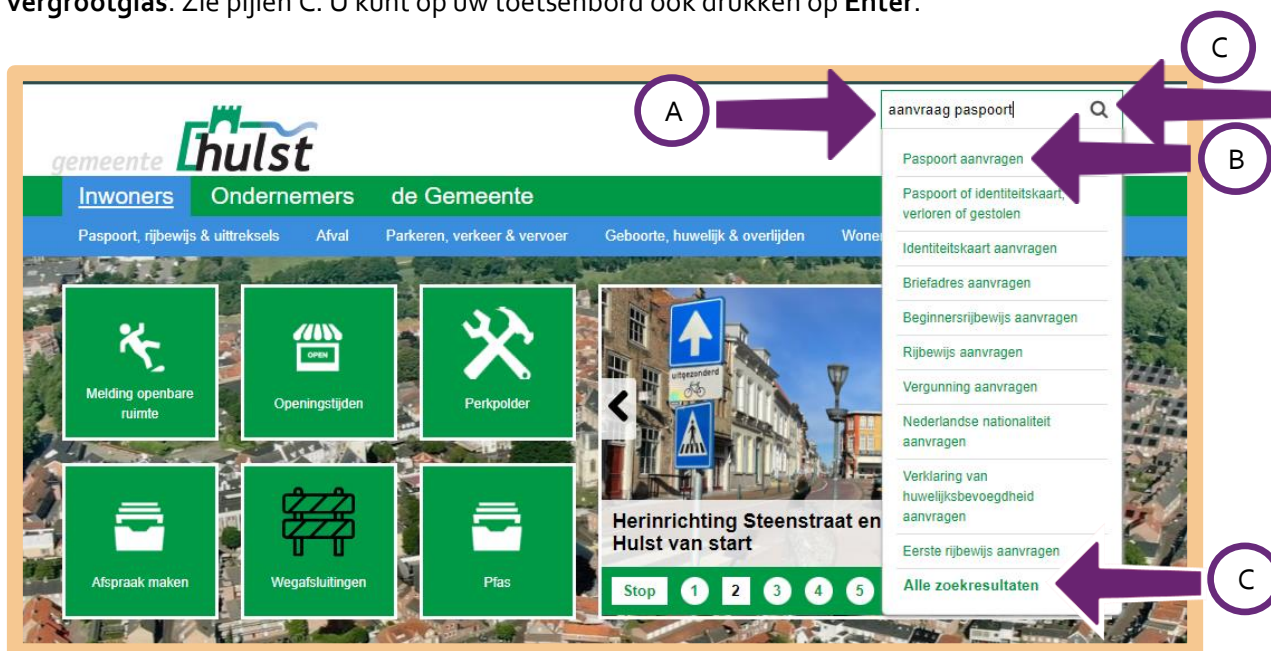 vergrootglas. Zie pijlen C. U kunt op uw toetsenbord ook drukken op Enter.
C
A
aanvraag paspoort
gemeente hulst
Paspoort aanvragen
B
Inwoners Ondernemers de Gemeente
Paspoort of identiteitskaart,
verloren of gestolen
Paspoort, rijbewijs & uittreksels Afval Parkeren, verkeer & vervoer Geboorte, huwelijk & overlijden
Identiteitskaart aanvragen
Briefadres aanvragen
Beginnersrijbewijs aanvragen
Rijbewijs aanvragen
Vergunning aanvragen
Nederlandse nationaliteit
aanvragen
Verklaring van
huwelijksbevoegdheid
aanvragen
Eerste rijbewijs aanvragen
Alle zoekresultaten
C
OPEN
uitgezonderd
Melding openbare
ruimte
Openingstijden
Perkpolder
Herinrichting Steenstraat en
Hulst van start
Afspraak maken
Wegafsluitingen
Pfas
Stop 1 2 3 4 5